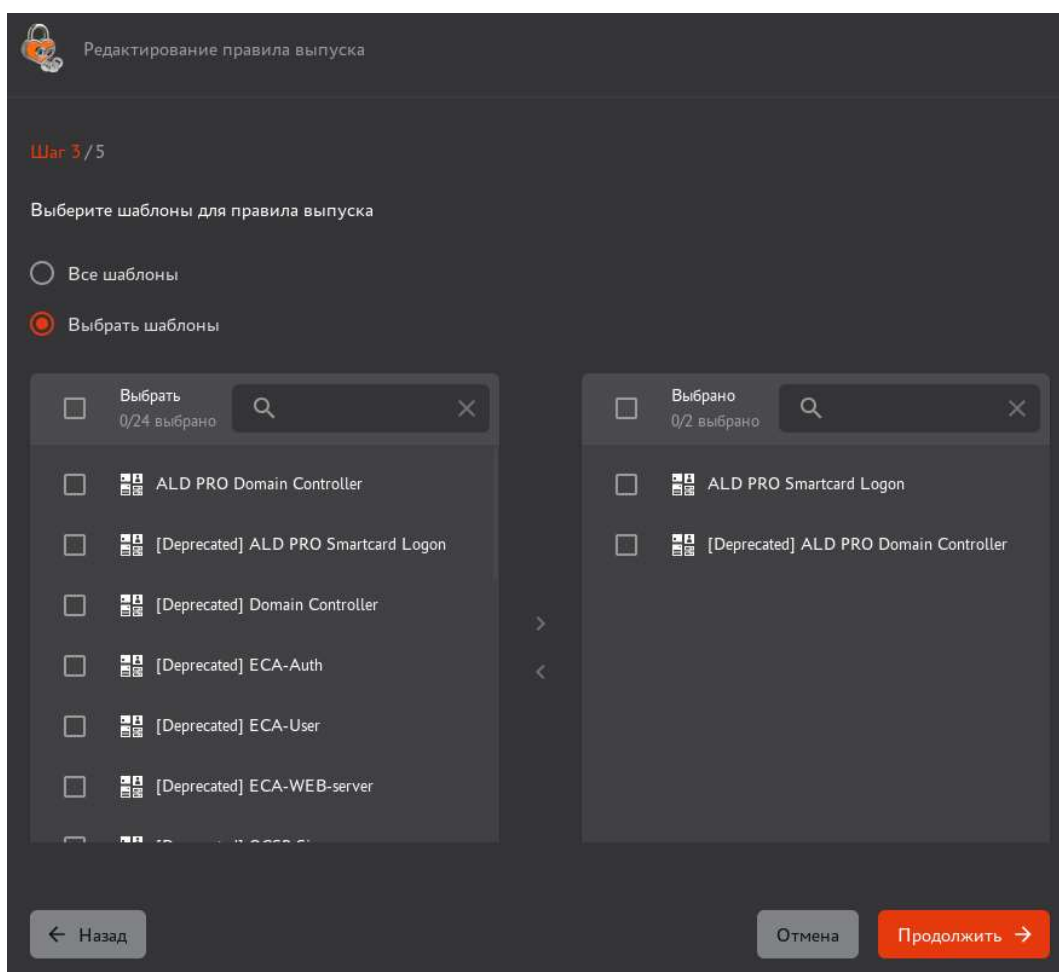 Редактирование правила выпуска
Шаг 3/5
Выберите шаблоны для правила выпуска
Все шаблоны
Выбрать шаблоны
Выбрать
0/24 выбрано
ALD PRO Domain Controller
[Deprecated] ALD PRO Smartcard Logon
[Deprecated] Domain Controller
[Deprecated] ECA-Auth
[Deprecated] ECA-User
[Deprecated] ECA-WEB-server
Выбрано
0/2 выбрано
ALD PRO Smartcard Logon
[Deprecated] ALD PRO Domain Controller
Назад
Отмена
Продолжить